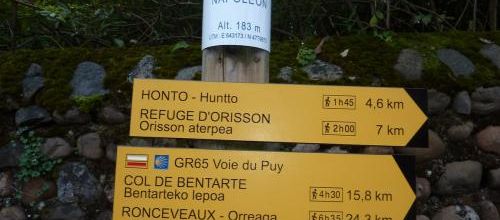 NAPOLEON
Alt. 183 m
HONTO - Huntto 1h45 4,6 km
REFUGE D'ORISSON
Orisson aterpea 2h00 7 km
GR65 Voie du Puy
COL DE BENTARTE
Bentarteko lepoa 4h30 15,8 km
RONCEVEAUX - Orreaga 6h35 24,3 km